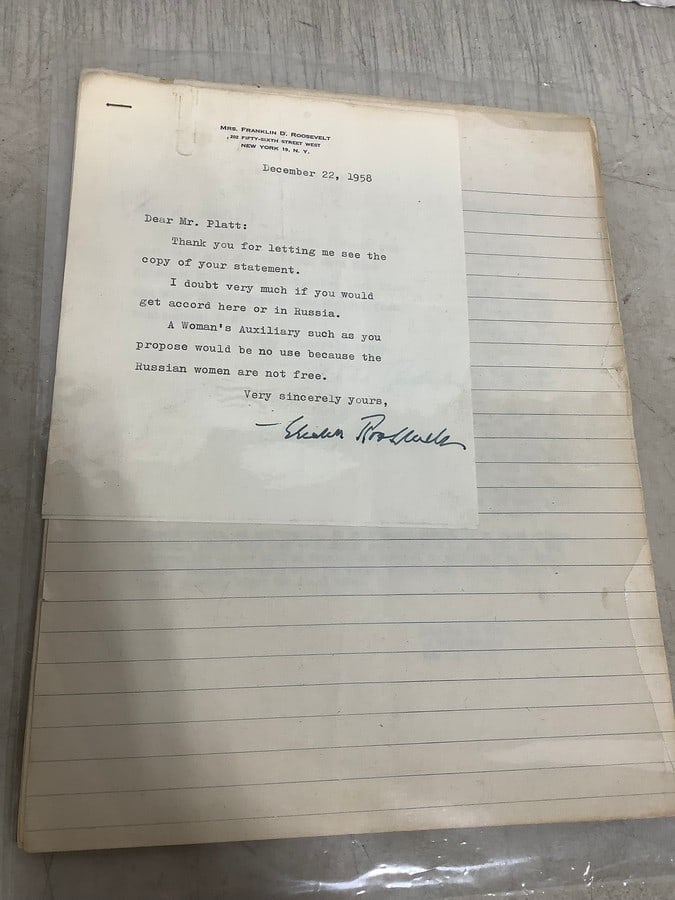 MRS. FRANKLIN D. ROOSEVELT
202 FIFTY-SIXTH STREET WEST
NEW YORK 19, N. Y.
December 22, 1958
Dear Mr. Platt:
Thank you for letting me see the
copy of your statement.
I doubt very much if you would
get accord here or in Russia.
A Woman's Auxiliary such as you
propose would be no use because the
Russian women are not free.
Very sincerely yours,
Eleanor Roosevelt